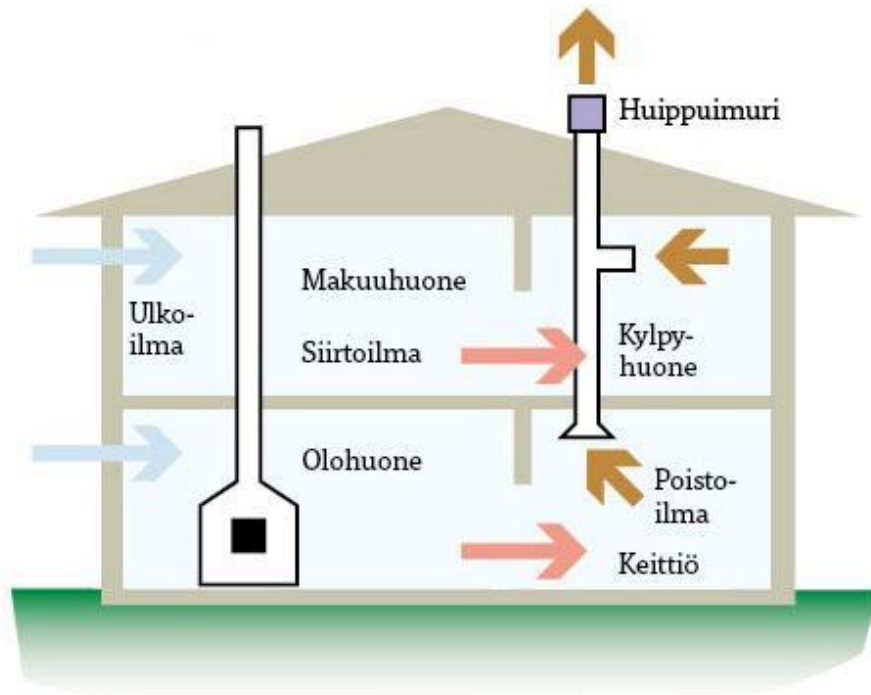 Huippuimuri
Makuuhuone
Ulko-
ilma
Siirtoilma
Kylpy-
huone
Olohuone
Poisto-
ilma
Keittiö